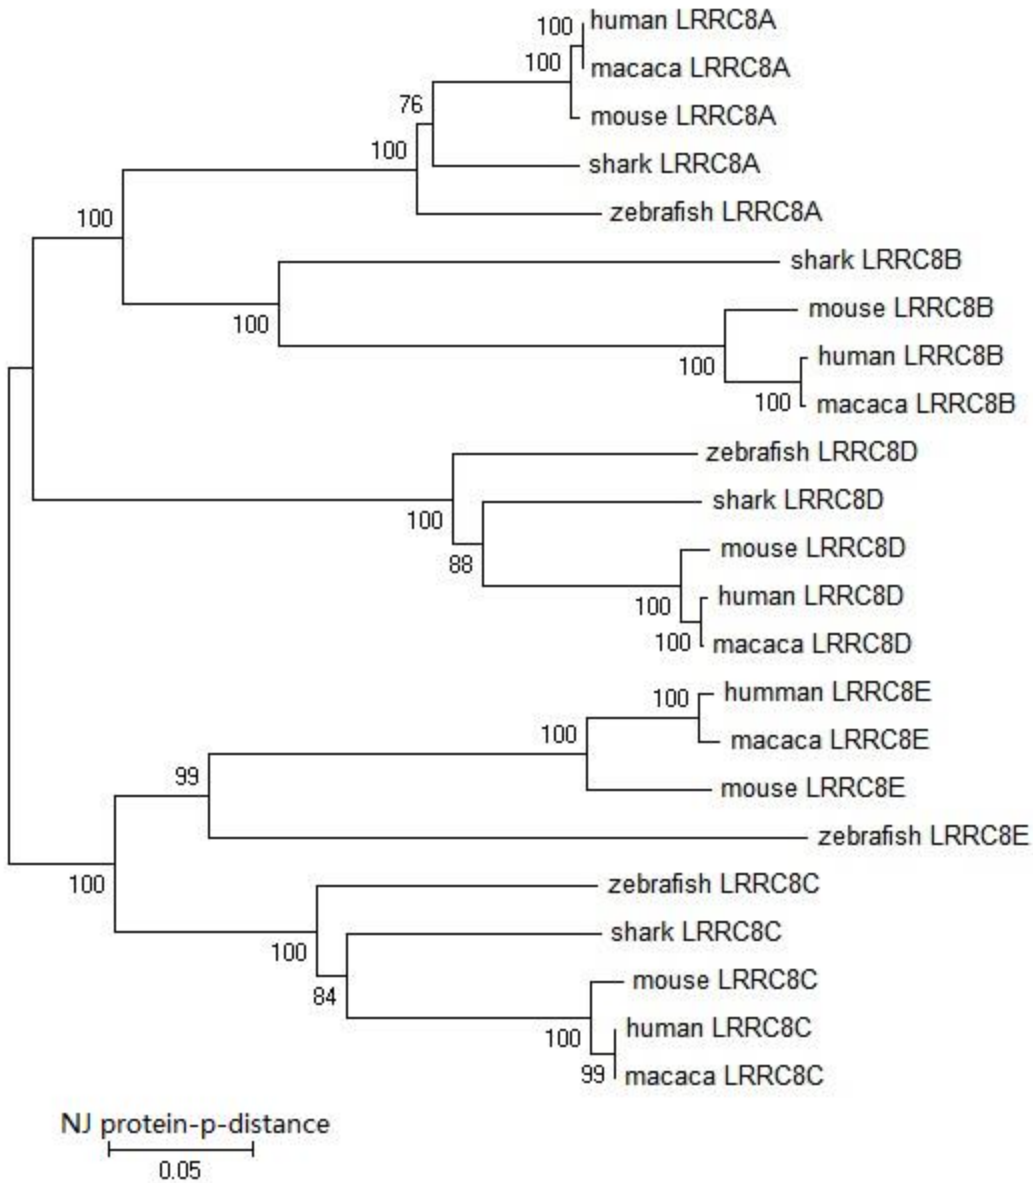 100 human LRRC8A
100 macaca LRRC8A
76 mouse LRRC8A
100 shark LRRC8A
100 zebrafish LRRC8A
shark LRRC8B
100 mouse LRRC8B
100 human LRRC8B
100 macaca LRRC8B
zebrafish LRRC8D
100 shark LRRC8D
88 mouse LRRC8D
100 human LRRC8D
100 macaca LRRC8D
100 humman LRRC8E
100 macaca LRRC8E
99 mouse LRRC8E
zebrafish LRRC8E
100 zebrafish LRRC8C
100 shark LRRC8C
84 mouse LRRC8C
100 human LRRC8C
99 macaca LRRC8C
NJ protein-p-distance
0.05